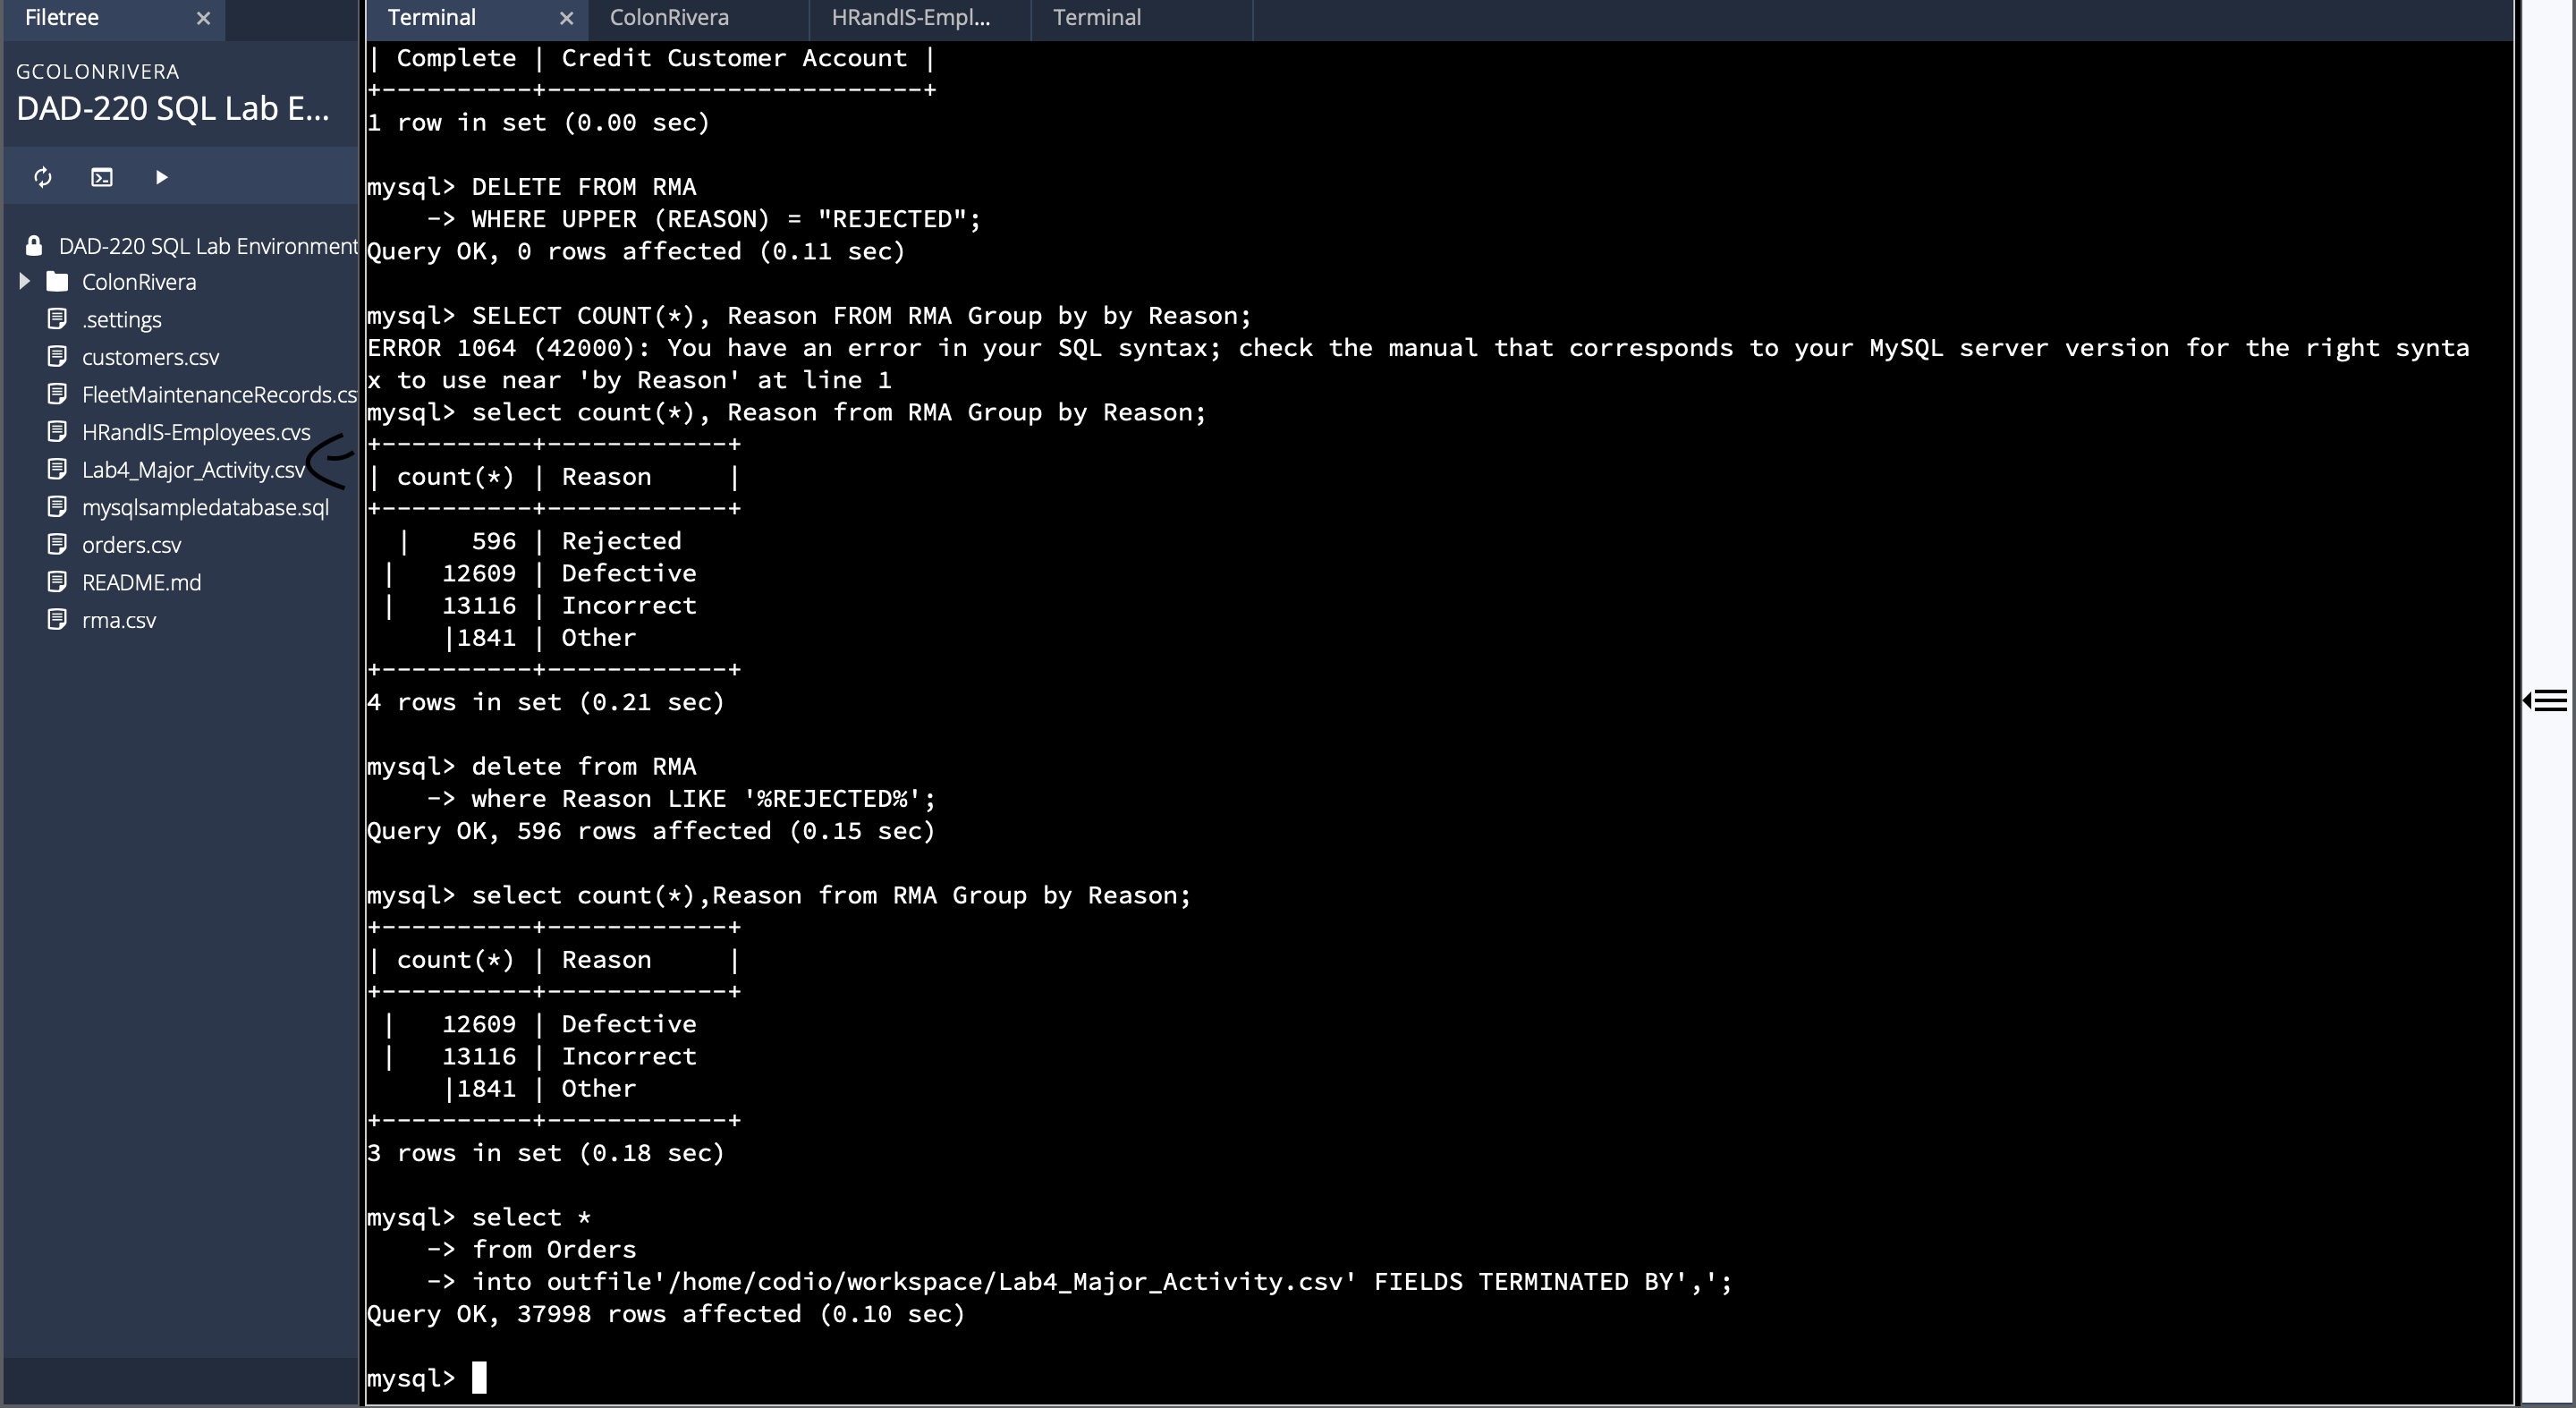 Filetree
GCOLONRIVERA
DAD-220 SQL Lab E...
DAD-220 SQL Lab Environment
ColonRivera
.settings
customers.csv
FleetMaintenanceRecords.cs
HRandIS-Employees.cvs
Lab4_Major_Activity.csv
mysqlsampledatabase.sql
orders.csv
README.md
rma.csv
Terminal ColonRivera HRandIS-Empl... Terminal
| Complete | Credit Customer Account |
+----------+-------------------------+
1 row in set (0.00 sec)
mysql> DELETE FROM RMA
    -> WHERE UPPER (REASON) = "REJECTED";
Query OK, 0 rows affected (0.11 sec)
mysql> SELECT COUNT(*), Reason FROM RMA Group by by Reason;
ERROR 1064 (42000): You have an error in your SQL syntax; check the manual that corresponds to your MySQL server version for the right synta
x to use near 'by Reason' at line 1
mysql> select count(*), Reason from RMA Group by Reason;
+----------+------------+
| count(*) | Reason     |
+----------+------------+
  |    596 | Rejected
 |   12609 | Defective
 |   13116 | Incorrect
     |1841 | Other
+----------+------------+
4 rows in set (0.21 sec)
mysql> delete from RMA
    -> where Reason LIKE '%REJECTED%';
Query OK, 596 rows affected (0.15 sec)
mysql> select count(*),Reason from RMA Group by Reason;
+----------+------------+
| count(*) | Reason     |
+----------+------------+
 |   12609 | Defective
 |   13116 | Incorrect
     |1841 | Other
+----------+------------+
3 rows in set (0.18 sec)
mysql> select *
    -> from Orders
    -> into outfile'/home/codio/workspace/Lab4_Major_Activity.csv' FIELDS TERMINATED BY',';
Query OK, 37998 rows affected (0.10 sec)
mysql>